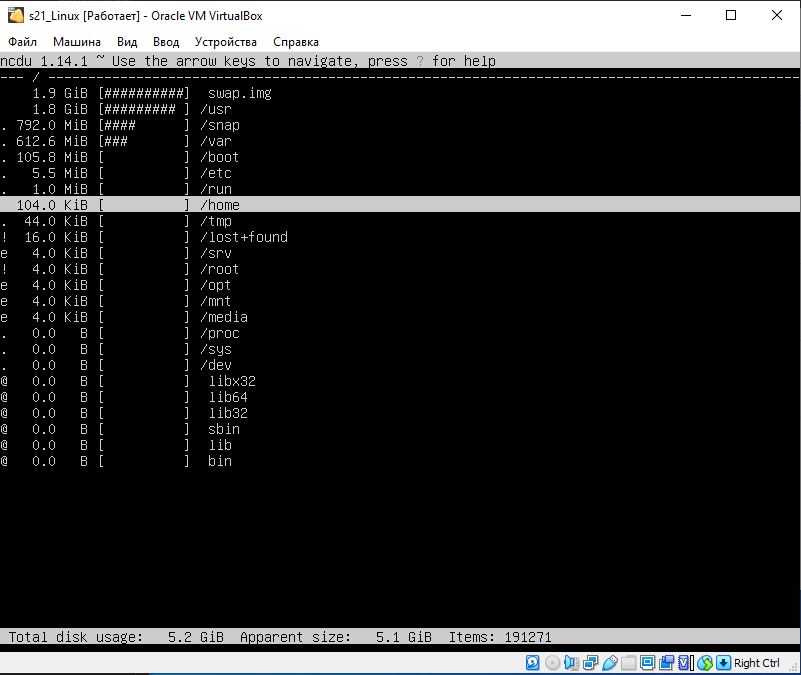 s21_Linux [Работает] - Oracle VM VirtualBox
Файл Машина Вид Ввод Устройства Справка
ncdu 1.14.1 ~ Use the arrow keys to navigate, press ? for help
--- / ----------------------------------------------------------------------------------------------
    1.9 GiB [##########]  swap.img
    1.8 GiB [######### ] /usr
. 792.0 MiB [####      ] /snap
. 612.6 MiB [###       ] /var
. 105.8 MiB [          ] /boot
.   5.5 MiB [          ] /etc
.   1.0 MiB [          ] /run
  104.0 KiB [          ] /home
.  44.0 KiB [          ] /tmp
!  16.0 KiB [          ] /lost+found
e   4.0 KiB [          ] /srv
!   4.0 KiB [          ] /root
e   4.0 KiB [          ] /opt
e   4.0 KiB [          ] /mnt
e   4.0 KiB [          ] /media
.   0.0   B [          ] /proc
.   0.0   B [          ] /sys
.   0.0   B [          ] /dev
@   0.0   B [          ]  libx32
@   0.0   B [          ]  lib64
@   0.0   B [          ]  lib32
@   0.0   B [          ]  sbin
@   0.0   B [          ]  lib
@   0.0   B [          ]  bin
Total disk usage:   5.2 GiB  Apparent size:   5.1 GiB  Items: 191271
Right Ctrl